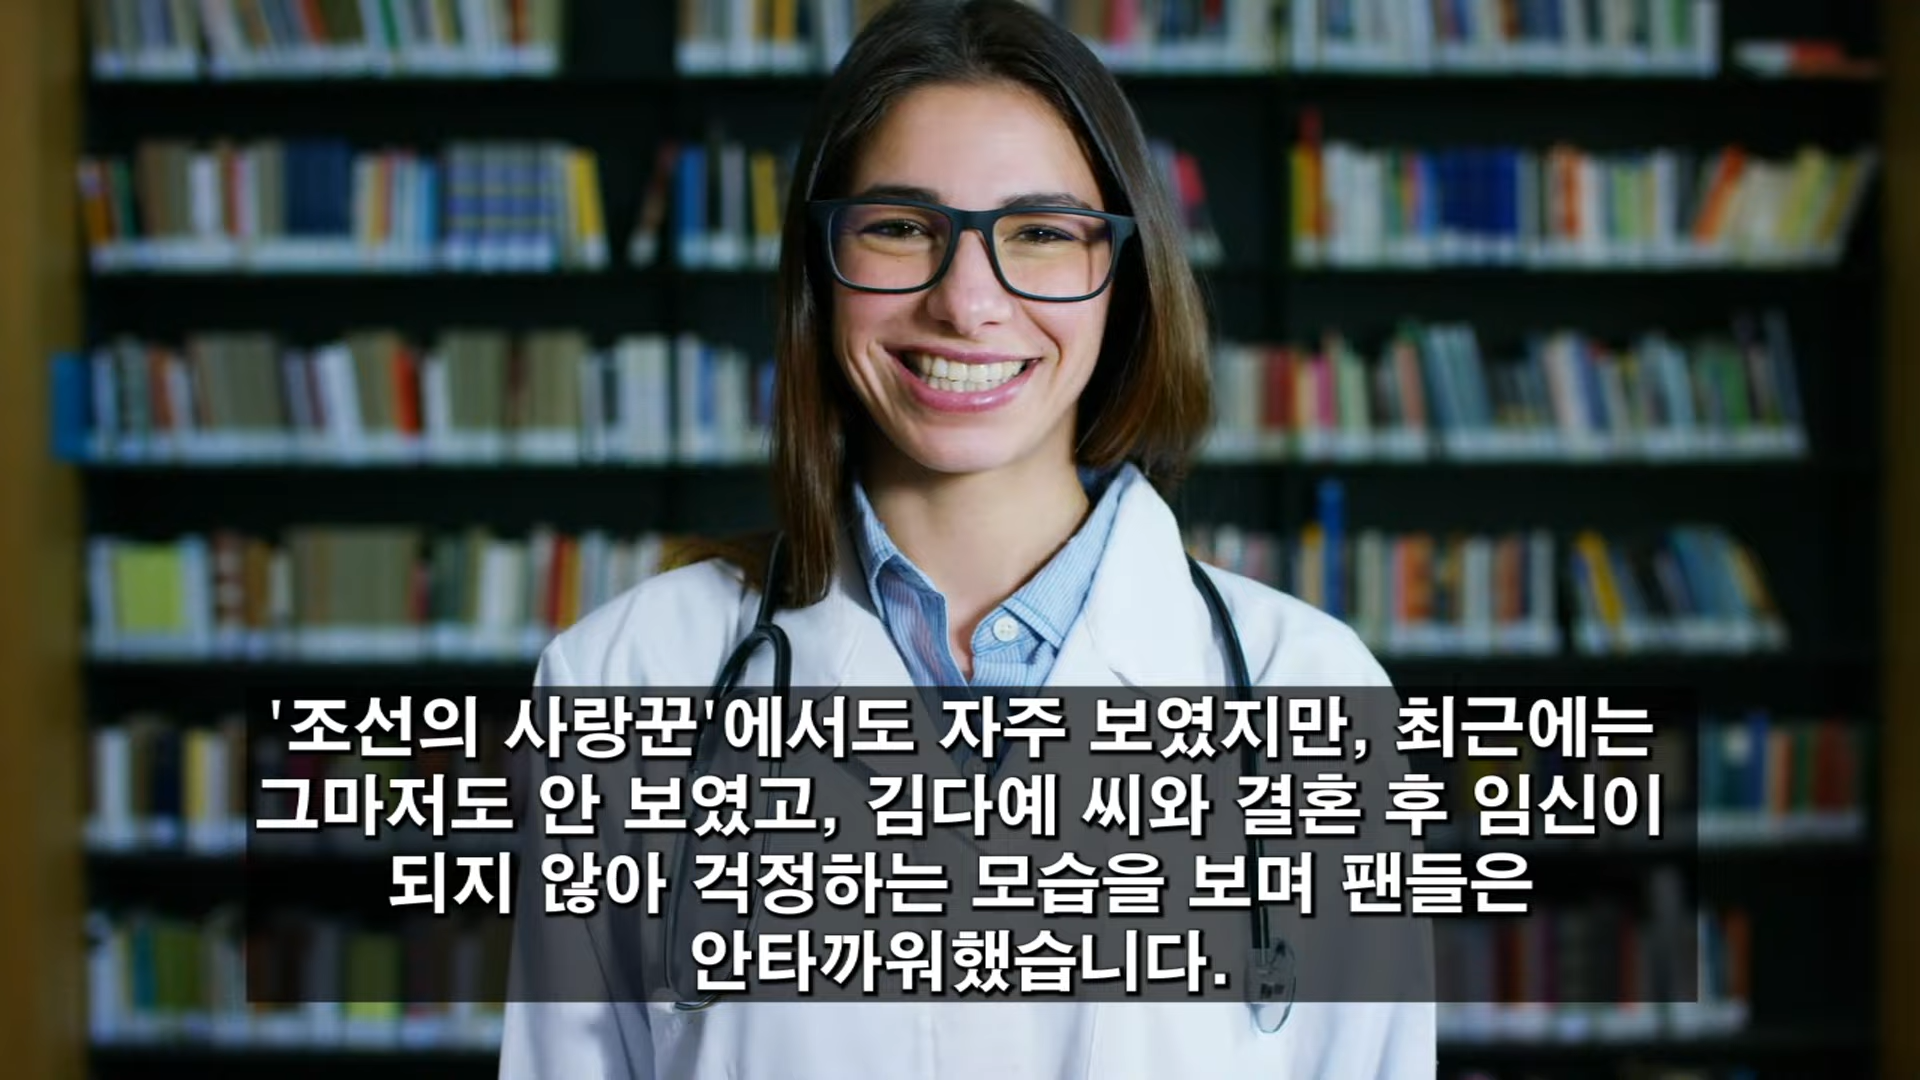 '조선의 사랑꾼'에서도 자주 보였지만, 최근에는
그마저도 안 보였고, 김다예 씨와 결혼 후 임신이
되지 않아 걱정하는 모습을 보며 팬들은
안타까워했습니다.